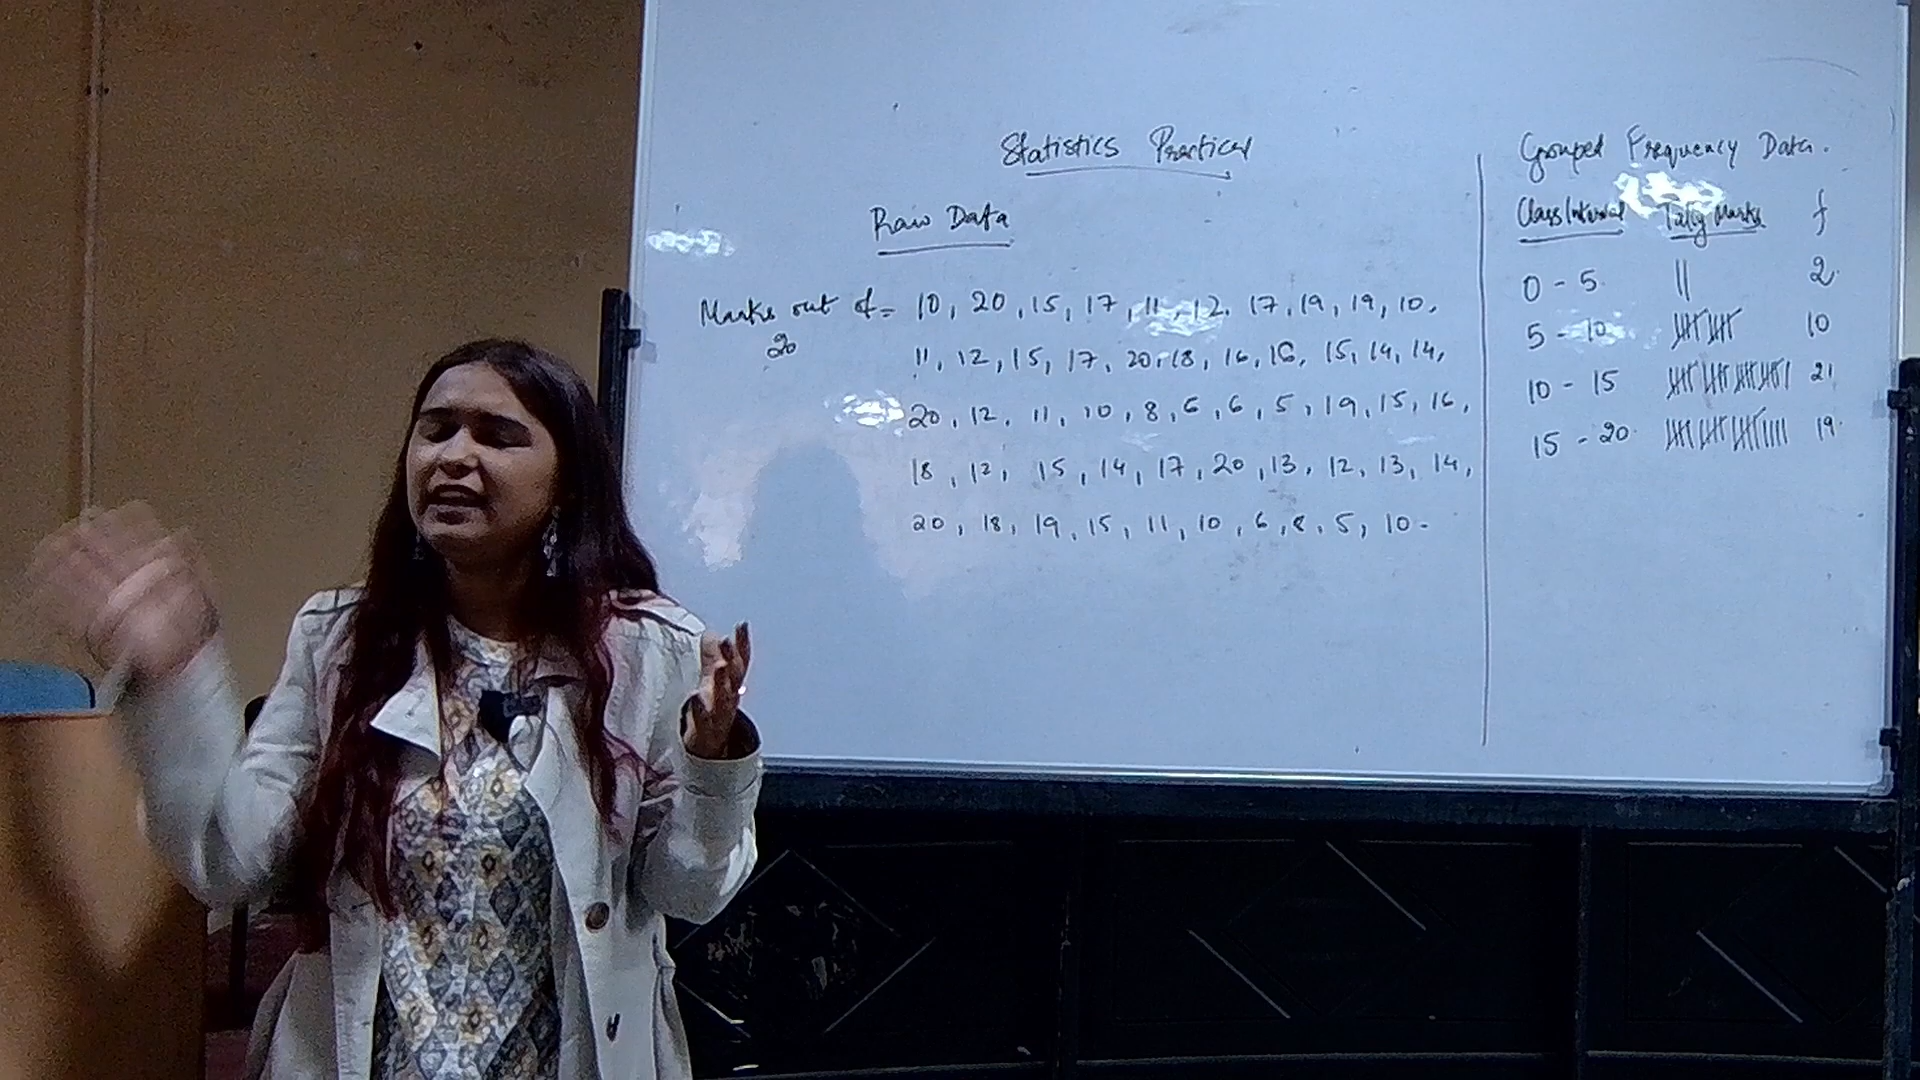 Statistics Practical
Raw Data
Marks out of = 10, 20, 15, 17, 11, 12, 17, 19, 19, 10,
20
11, 12, 15, 17, 20, 18, 16, 16, 15, 14, 14,
20, 12, 11, 10, 8, 6, 6, 5, 19, 15, 16,
18, 12, 15, 14, 17, 20, 13, 12, 13, 14,
20, 18, 19, 15, 11, 10, 6, 8, 5, 10.
Grouped Frequency Data.
Class Interval Tally Marks f
0 - 5 || 2
5 - 10 10
10 - 15 21
15 - 20 19